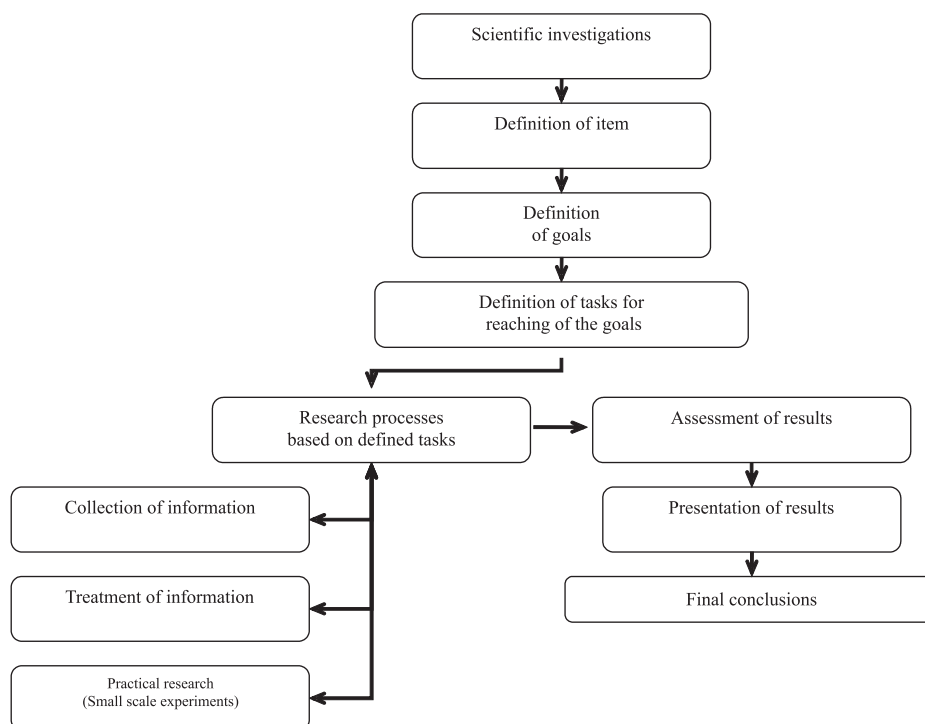 Scientific investigations
Definition of item
Definition
of goals
Definition of tasks for
reaching of the goals
Research processes
based on defined tasks
Assessment of results
Collection of information
Presentation of results
Treatment of information
Final conclusions
Practical research
(Small scale experiments)